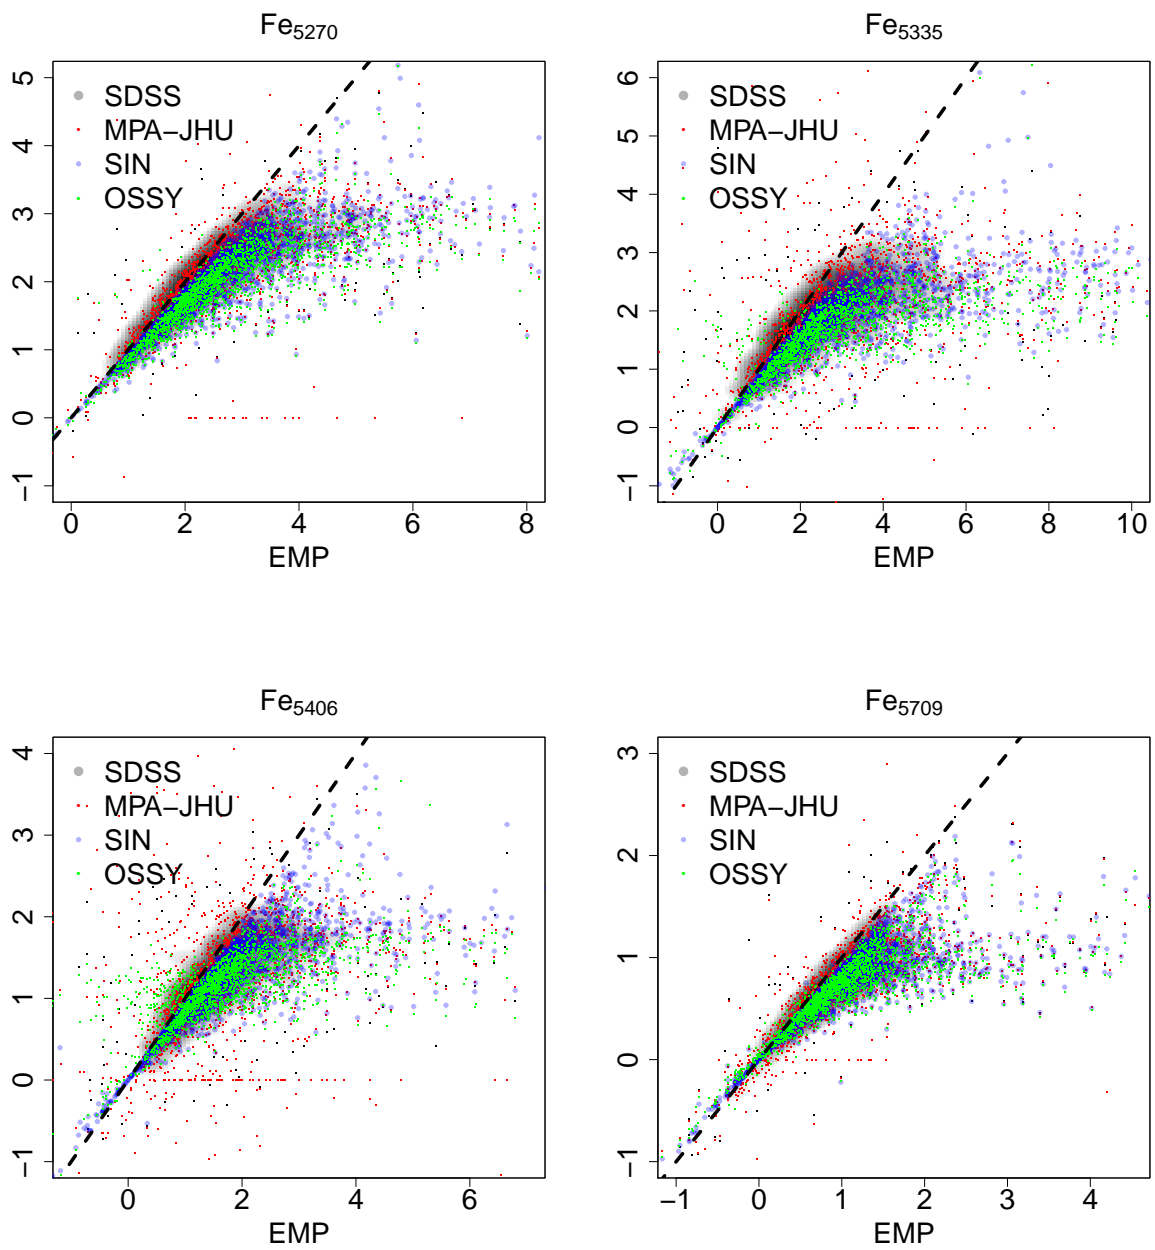 Fe5270
5
4
3
2
1
0
−1
SDSS
MPA−JHU
SIN
OSSY
0 2 4 6 8
EMP
Fe5335
6
5
4
3
2
1
0
−1
SDSS
MPA−JHU
SIN
OSSY
0 2 4 6 8 10
EMP
Fe5406
4
3
2
1
0
−1
SDSS
MPA−JHU
SIN
OSSY
0 2 4 6
EMP
Fe5709
3
2
1
0
−1
SDSS
MPA−JHU
SIN
OSSY
−1 0 1 2 3 4
EMP